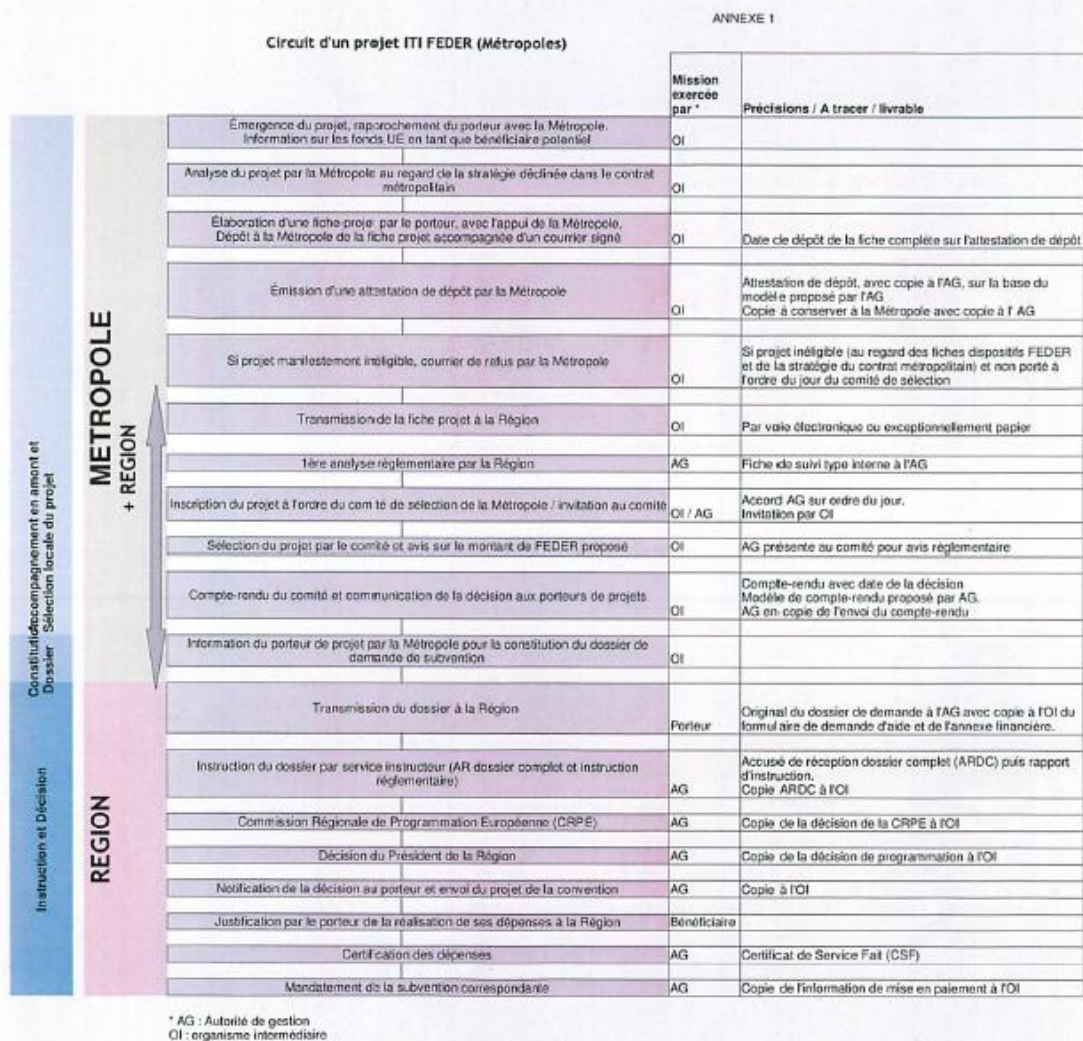 ANNEXE 1
Circuit d'un projet ITI FEDER (Métropoles)
Mission
exercée
par *
Précisions / A tracer / livrable
Émergence du projet, raporochement du porteur avec la Métropole.
Information sur les fonds UE en tant que bénéficiaire potentiel
OI
Analyse du projet par la Métropole au regard de la stratégie déclinée dans le contrat
métropolitain
OI
Élaboration d'une fiche-projet par le porteur, avec l'appui de la Métropole.
Dépôt à la Métropole de la fiche projet accompagnée d'un courrier signé
OI
Date de dépôt de la fiche complète sur l'attestation de dépôt
Émission d'une attestation de dépôt par la Métropole
OI
Attestation de dépôt, avec copie à l'AG, sur la base du
modèle proposé par l'AG
Copie à conserver à la Métropole avec copie à l' AG
Si projet manifestement inéligible, courrier de refus par la Métropole
OI
Si projet inéligible (au regard des fiches dispositifs FEDER
et de la stratégie du contrat métropolitain) et non porté à
l'ordre du jour du comité de sélection
Transmission de la fiche projet à la Région
OI
Par voie électronique ou exceptionnellement papier
1ère analyse réglementaire par la Région
AG
Fiche de suivi type interne à l'AG
Inscription du projet à l'ordre du com té de sélection de la Métropole / invitation au comité
OI / AG
Accord AG sur ordre du jour.
Invitation par OI
Sélection du projet par le comité et avis sur le montant de FEDER proposé
OI
AG présente au comité pour avis réglementaire
Compte-rendu du comité et communication de la décision aux porteurs de projets
OI
Compte-rendu avec date de la décision
Modèle de compte-rendu proposé par AG.
AG en copie de l'envoi du compte-rendu
Information du porteur de projet par la Métropole pour la constitution du dossier de
demande de subvention
OI
Transmission du dossier à la Région
Porteur
Original du dossier de demande à l'AG avec copie à l'OI du
formulaire de demande d'aide et de l'annexe financière.
Instruction du dossier par service instructeur (AR dossier complet et instruction
réglementaire)
AG
Accusé de réception dossier complet (ARDC) puis rapport
d'instruction.
Copie ARDC à l'OI
Commission Régionale de Programmation Européenne (CRPE)
AG
Copie de la décision de la CRPE à l'OI
Décision du Président de la Région
AG
Copie de la décision de programmation à l'OI
Notification de la décision au porteur et envoi du projet de la convention
AG
Copie à l'OI
Justification par le porteur de la réalisation de ses dépenses à la Région
Bénéficiaire
Certification des dépenses
AG
Certificat de Service Fait (CSF)
Mandatement de la subvention correspondante
AG
Copie de l'information de mise en paiement à l'OI
METROPOLE
+ REGION
REGION
Accompagnement en amont et
Sélection locale du projet
Dossier
Instruction et Décision
* AG : Autorité de gestion
OI : organisme intermédiaire